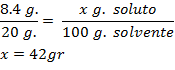 8.4 g. / 20 g. = x g. soluto / 100 g. solvente
x = 42gr